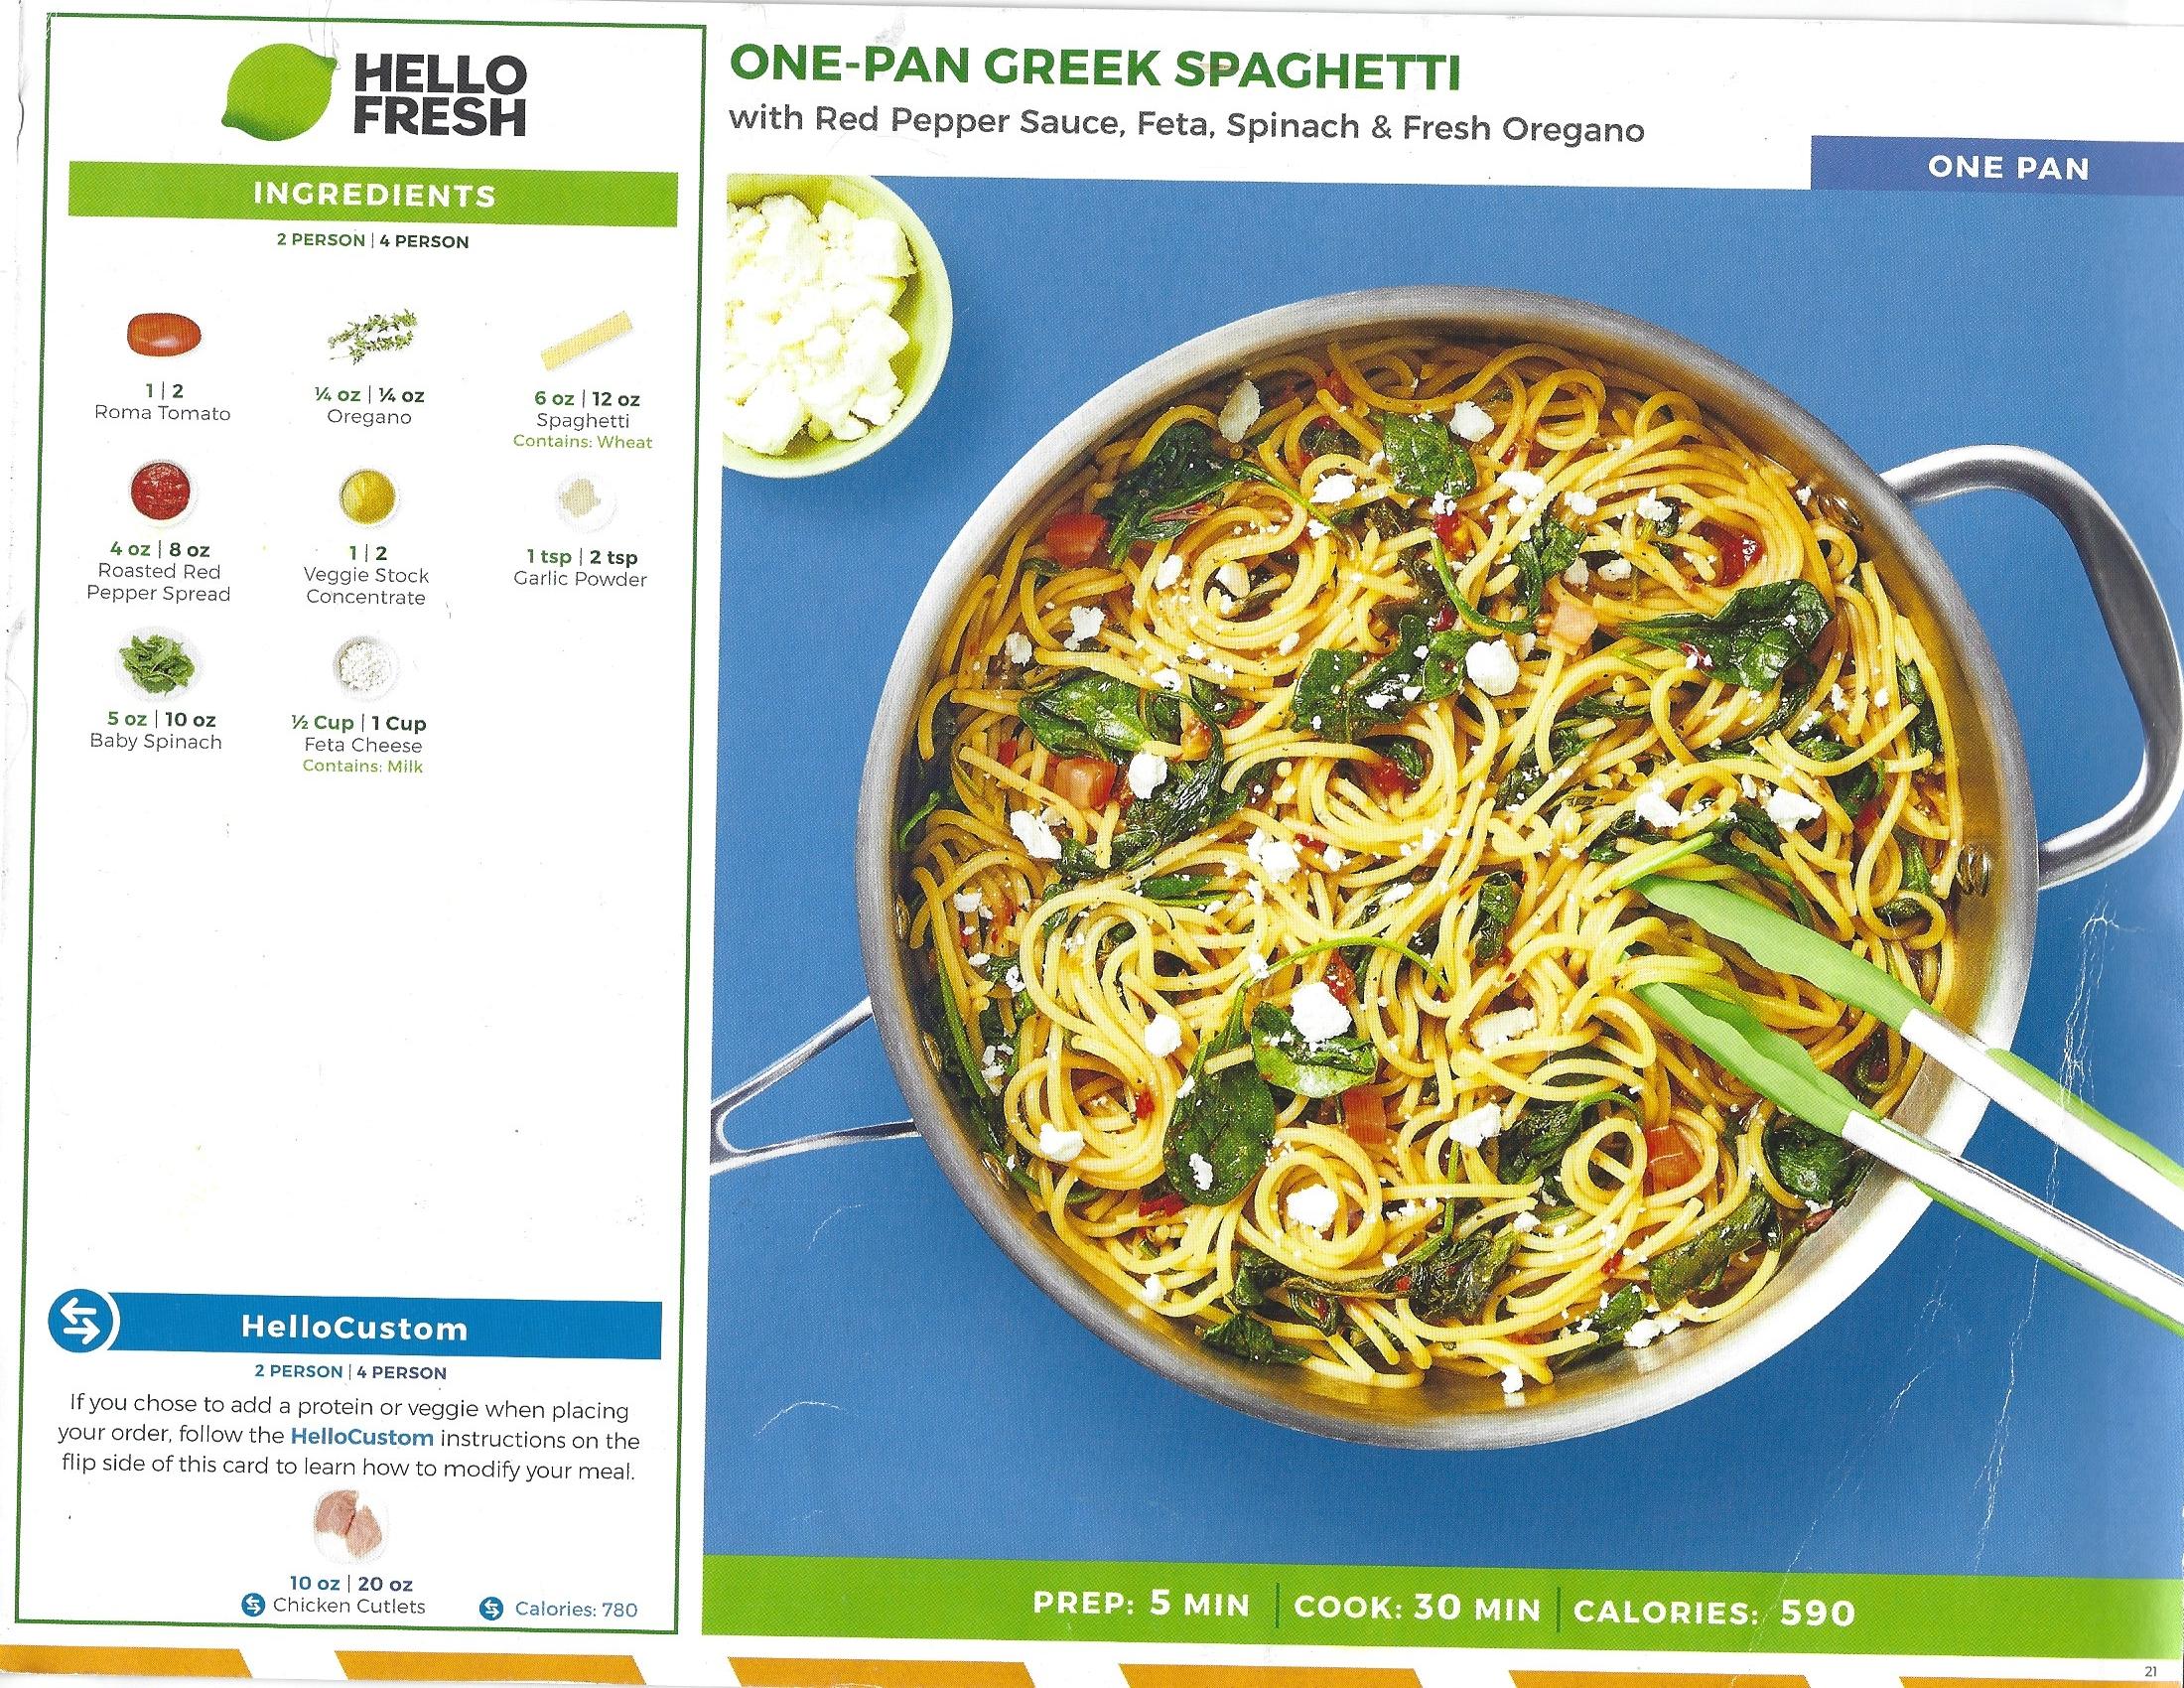 HELLO
FRESH
INGREDIENTS
2 PERSON | 4 PERSON
1 | 2
Roma Tomato
¼ oz | ¼ oz
Oregano
6 oz | 12 oz
Spaghetti
Contains: Wheat
4 oz | 8 oz
Roasted Red
Pepper Spread
1 | 2
Veggie Stock
Concentrate
1 tsp | 2 tsp
Garlic Powder
5 oz | 10 oz
Baby Spinach
½ Cup | 1 Cup
Feta Cheese
Contains: Milk
HelloCustom
2 PERSON | 4 PERSON
If you chose to add a protein or veggie when placing
your order, follow the HelloCustom instructions on the
flip side of this card to learn how to modify your meal.
10 oz | 20 oz
Chicken Cutlets
Calories: 780
ONE-PAN GREEK SPAGHETTI
with Red Pepper Sauce, Feta, Spinach & Fresh Oregano
ONE PAN
PREP: 5 MIN | COOK: 30 MIN | CALORIES: 590
21